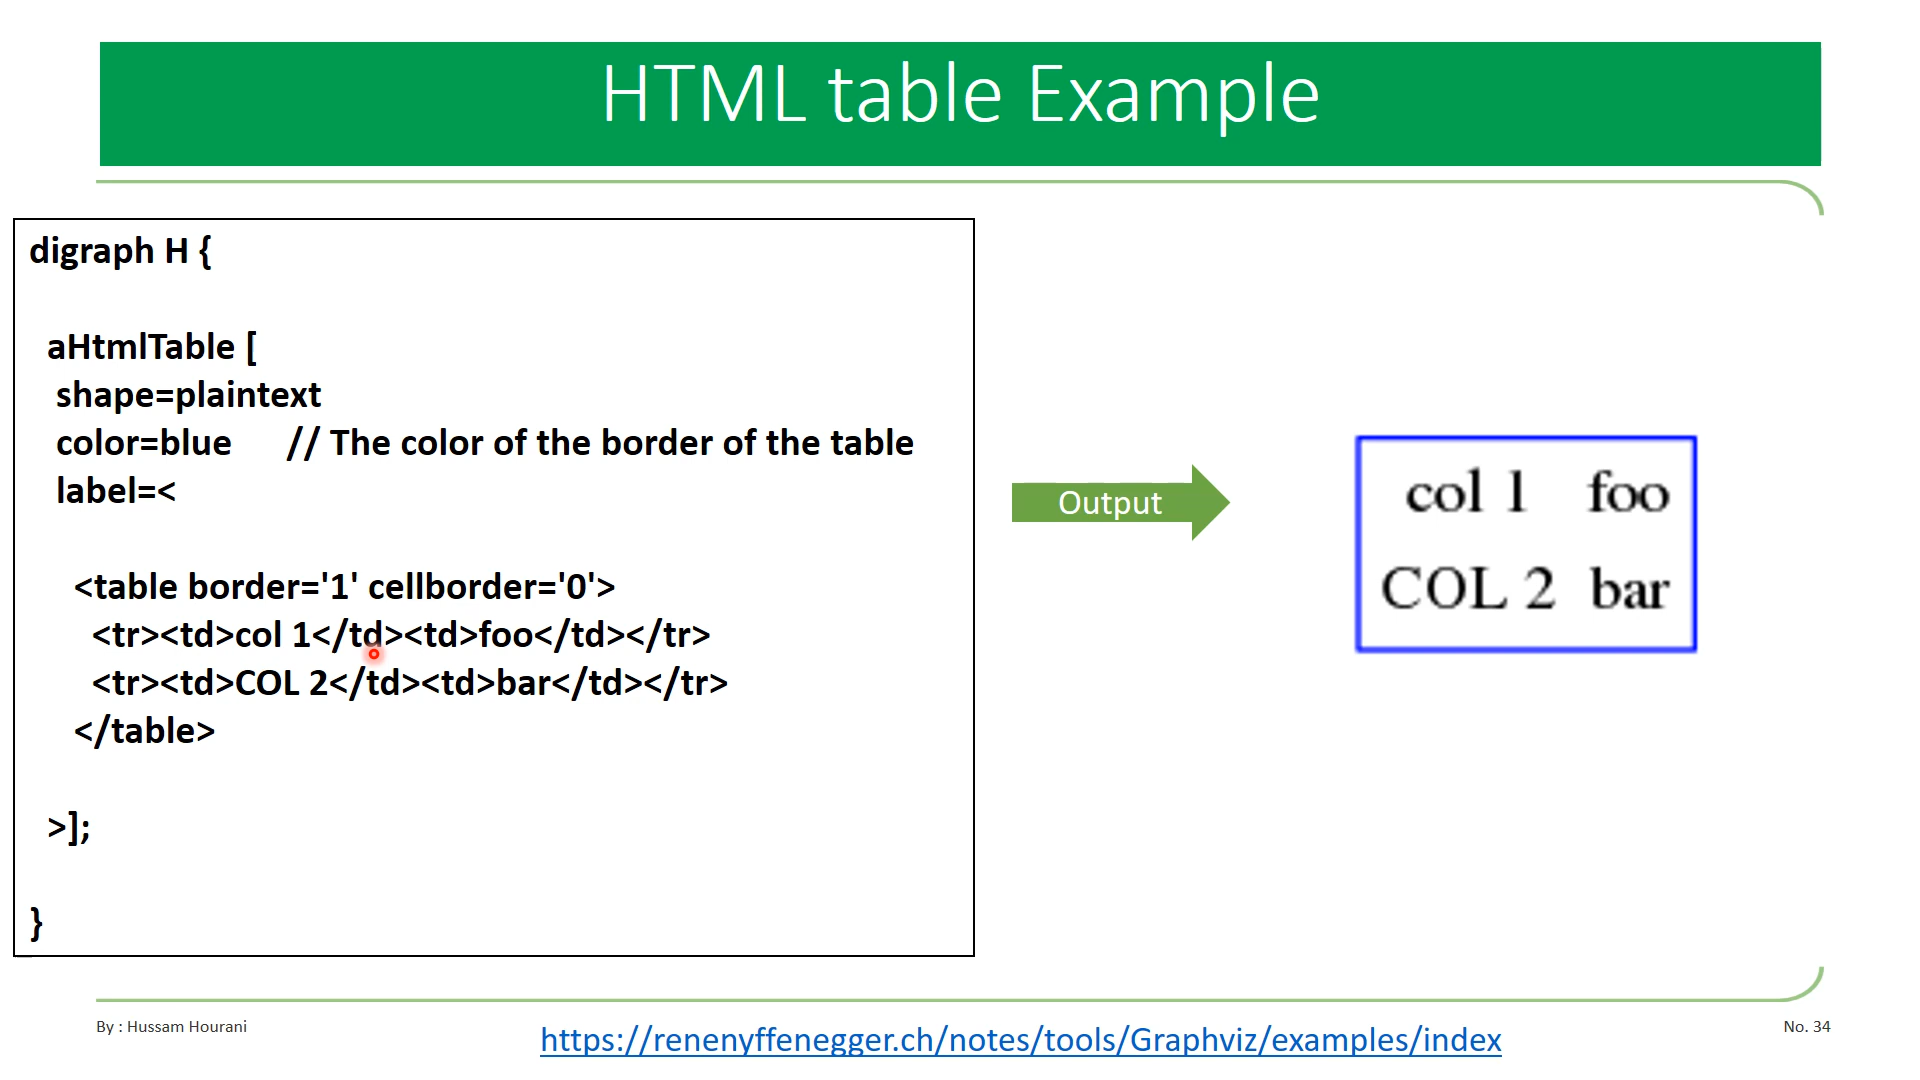 HTML table Example
digraph H {
aHtmlTable [
shape=plaintext
color=blue // The color of the border of the table
label=<
<table border='1' cellborder='0'>
<tr><td>col 1</td><td>foo</td></tr>
<tr><td>COL 2</td><td>bar</td></tr>
</table>
>];
}
Output
col 1 foo
COL 2 bar
By : Hussam Hourani
https://renenyffenegger.ch/notes/tools/Graphviz/examples/index
No. 34